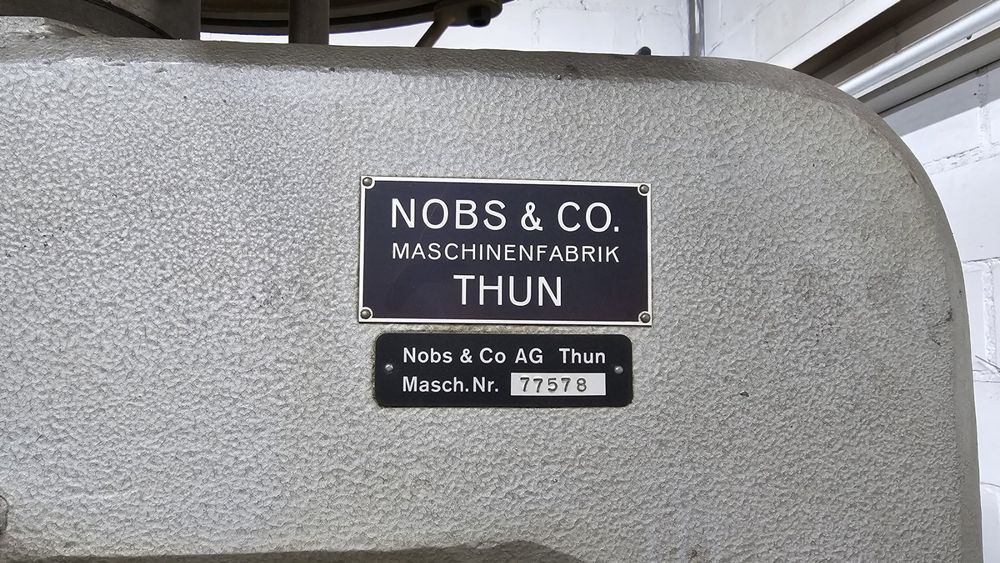 NOBS & CO.
MASCHINENFABRIK
THUN
Nobs & Co AG Thun
Masch.Nr. 77578